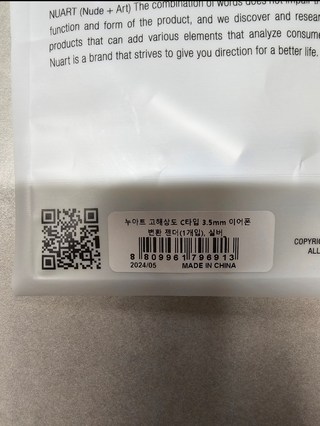 NUART (Nude + Art) The combination of words does not impair the
function and form of the product, and we discover and resear
products that can add various elements that analyze consume
Nuart is a brand that strives to give you direction for a better life.
누아트 고해상도 C타입 3.5mm 이어폰
변환 젠더(1개입), 실버
8 809961 796913
2024/05 MADE IN CHINA
COPYRIG
ALL